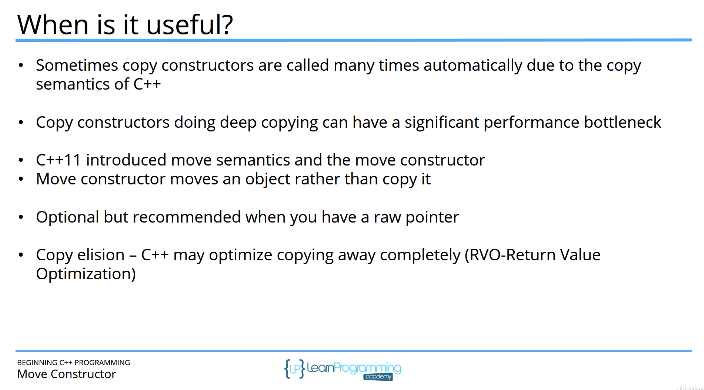 When is it useful?
• Sometimes copy constructors are called many times automatically due to the copy
semantics of C++
• Copy constructors doing deep copying can have a significant performance bottleneck
• C++11 introduced move semantics and the move constructor
• Move constructor moves an object rather than copy it
• Optional but recommended when you have a raw pointer
• Copy elision – C++ may optimize copying away completely (RVO-Return Value
Optimization)
BEGINNING C++ PROGRAMMING
Move Constructor
{LP} LearnProgramming
academy